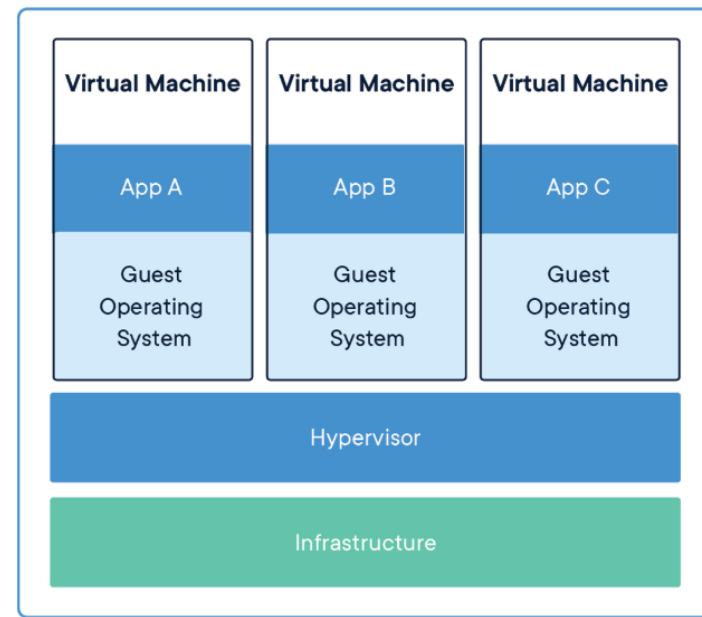 Virtual Machine
Virtual Machine
Virtual Machine
App A
App B
App C
Guest
Operating
System
Guest
Operating
System
Guest
Operating
System
Hypervisor
Infrastructure